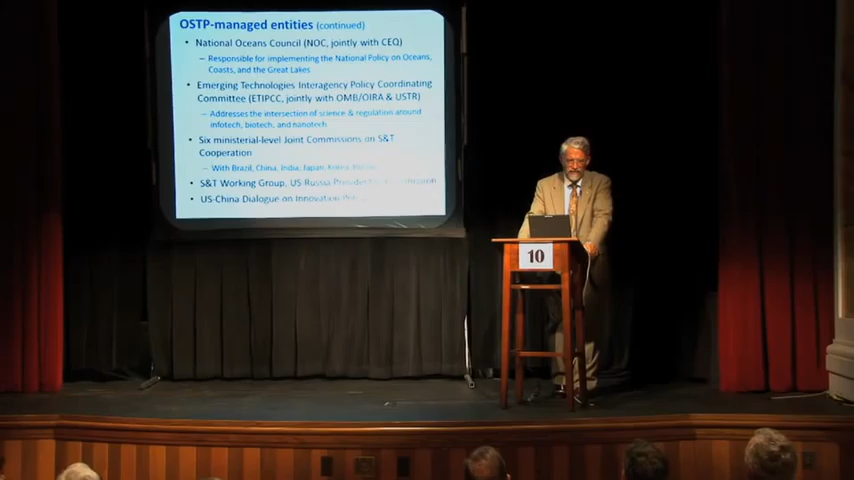 OSTP-managed entities (continued)
• National Oceans Council (NOC, jointly with CEQ)
– Responsible for implementing the National Policy on Oceans,
Coasts, and the Great Lakes
• Emerging Technologies Interagency Policy Coordinating
Committee (ETIPCC, jointly with OMB/OIRA & USTR)
– Addresses the intersection of science & regulation around
infotech, biotech, and nanotech
• Six ministerial-level Joint Commissions on S&T
Cooperation
– With Brazil, China, India, Japan, Korea,
• S&T Working Group, US Russia
• US-China Dialogue on Innovation
10